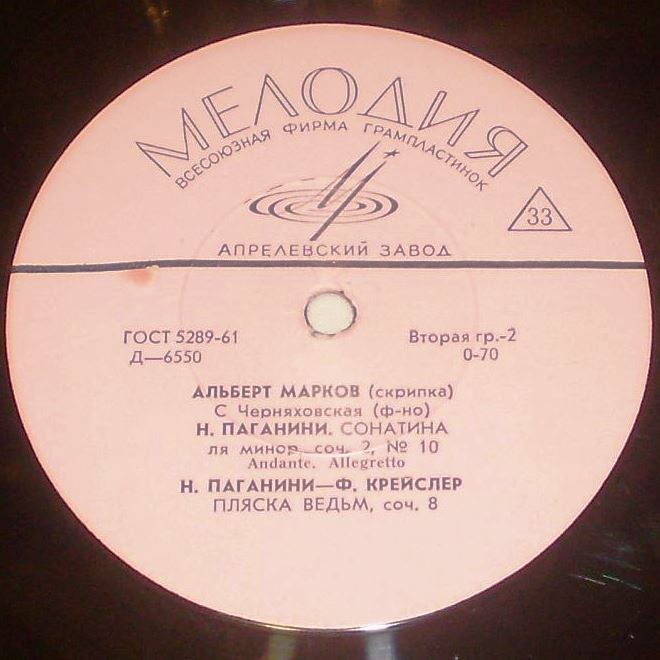 МЕЛОДИЯ
ВСЕСОЮЗНАЯ ФИРМА ГРАМПЛАСТИНОК
33
АПРЕЛЕВСКИЙ ЗАВОД
ГОСТ 5289-61
Вторая гр.-2
Д—6550
0-70
АЛЬБЕРТ МАРКОВ (скрипка)
С Черняховская (ф-но)
Н. ПАГАНИНИ. СОНАТИНА
ля минор, соч. 2, № 10
Andante. Allegretto
Н. ПАГАНИНИ—Ф. КРЕЙСЛЕР
ПЛЯСКА ВЕДЬМ, соч. 8